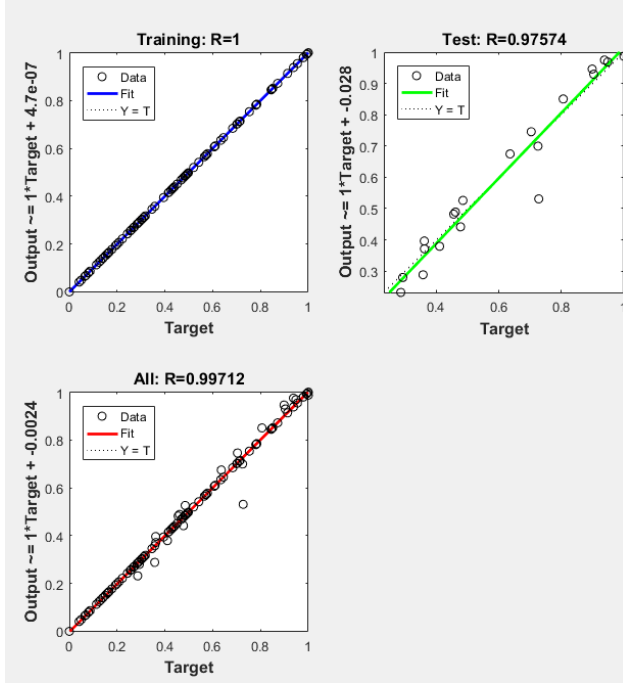 Training: R=1
Output ~= 1*Target + 4.7e-07
1
0.8
0.6
0.4
0.2
0
Data
Fit
Y = T
0 0.2 0.4 0.6 0.8 1
Target
Test: R=0.97574
Output ~= 1*Target + -0.028
1
0.9
0.8
0.7
0.6
0.5
0.4
0.3
Data
Fit
Y = T
0.4 0.6 0.8 1
Target
All: R=0.99712
Output ~= 1*Target + -0.0024
1
0.8
0.6
0.4
0.2
0
Data
Fit
Y = T
0 0.2 0.4 0.6 0.8 1
Target